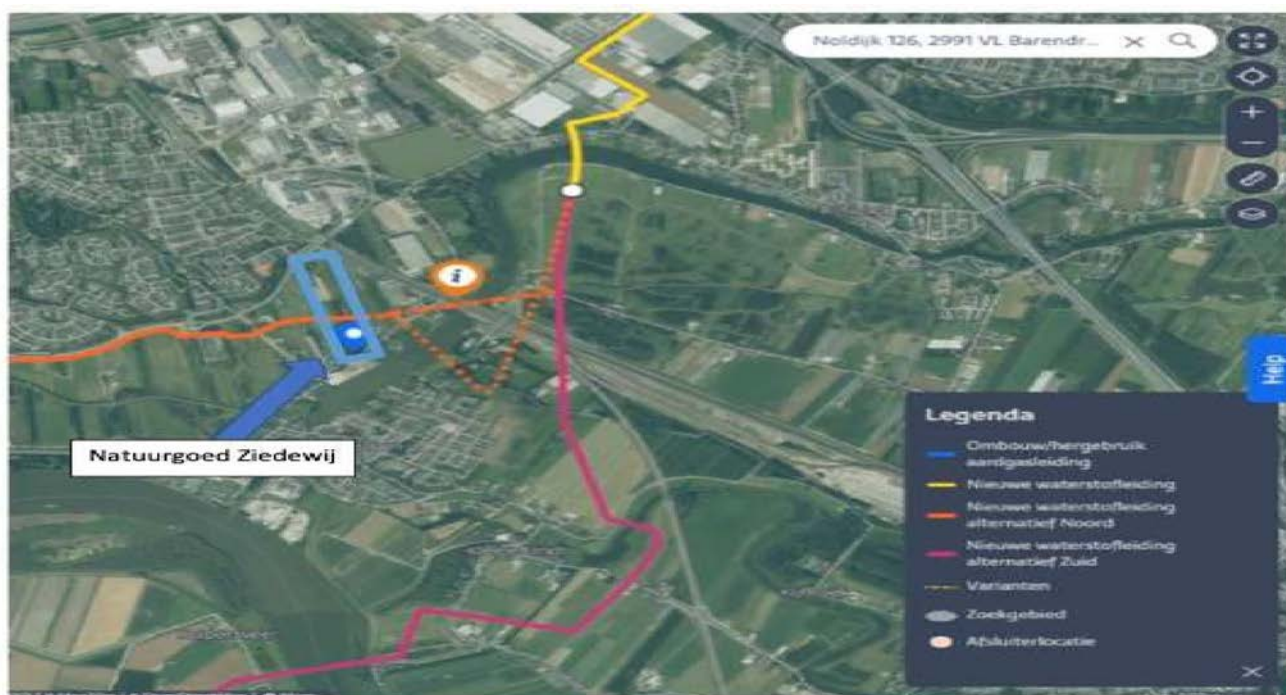 Noldijk 126, 2991 VL Barendr...
Help
Natuurgoed Ziedewij
Legenda
Ombouw/hergebruik
aardgasleiding
Nieuwe waterstofleiding
Nieuwe waterstofleiding
alternatief Noord
Nieuwe waterstofleiding
alternatief Zuid
Varianten
Zoekgebied
Afsluiterlocatie